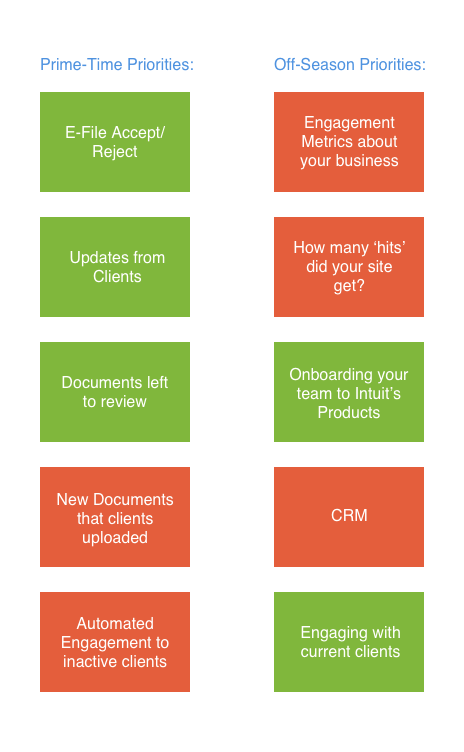 Prime-Time Priorities:
E-File Accept/
Reject
Updates from
Clients
Documents left
to review
New Documents
that clients
uploaded
Automated
Engagement to
inactive clients
Off-Season Priorities:
Engagement
Metrics about
your business
How many ‘hits’
did your site
get?
Onboarding your
team to Intuit’s
Products
CRM
Engaging with
current clients